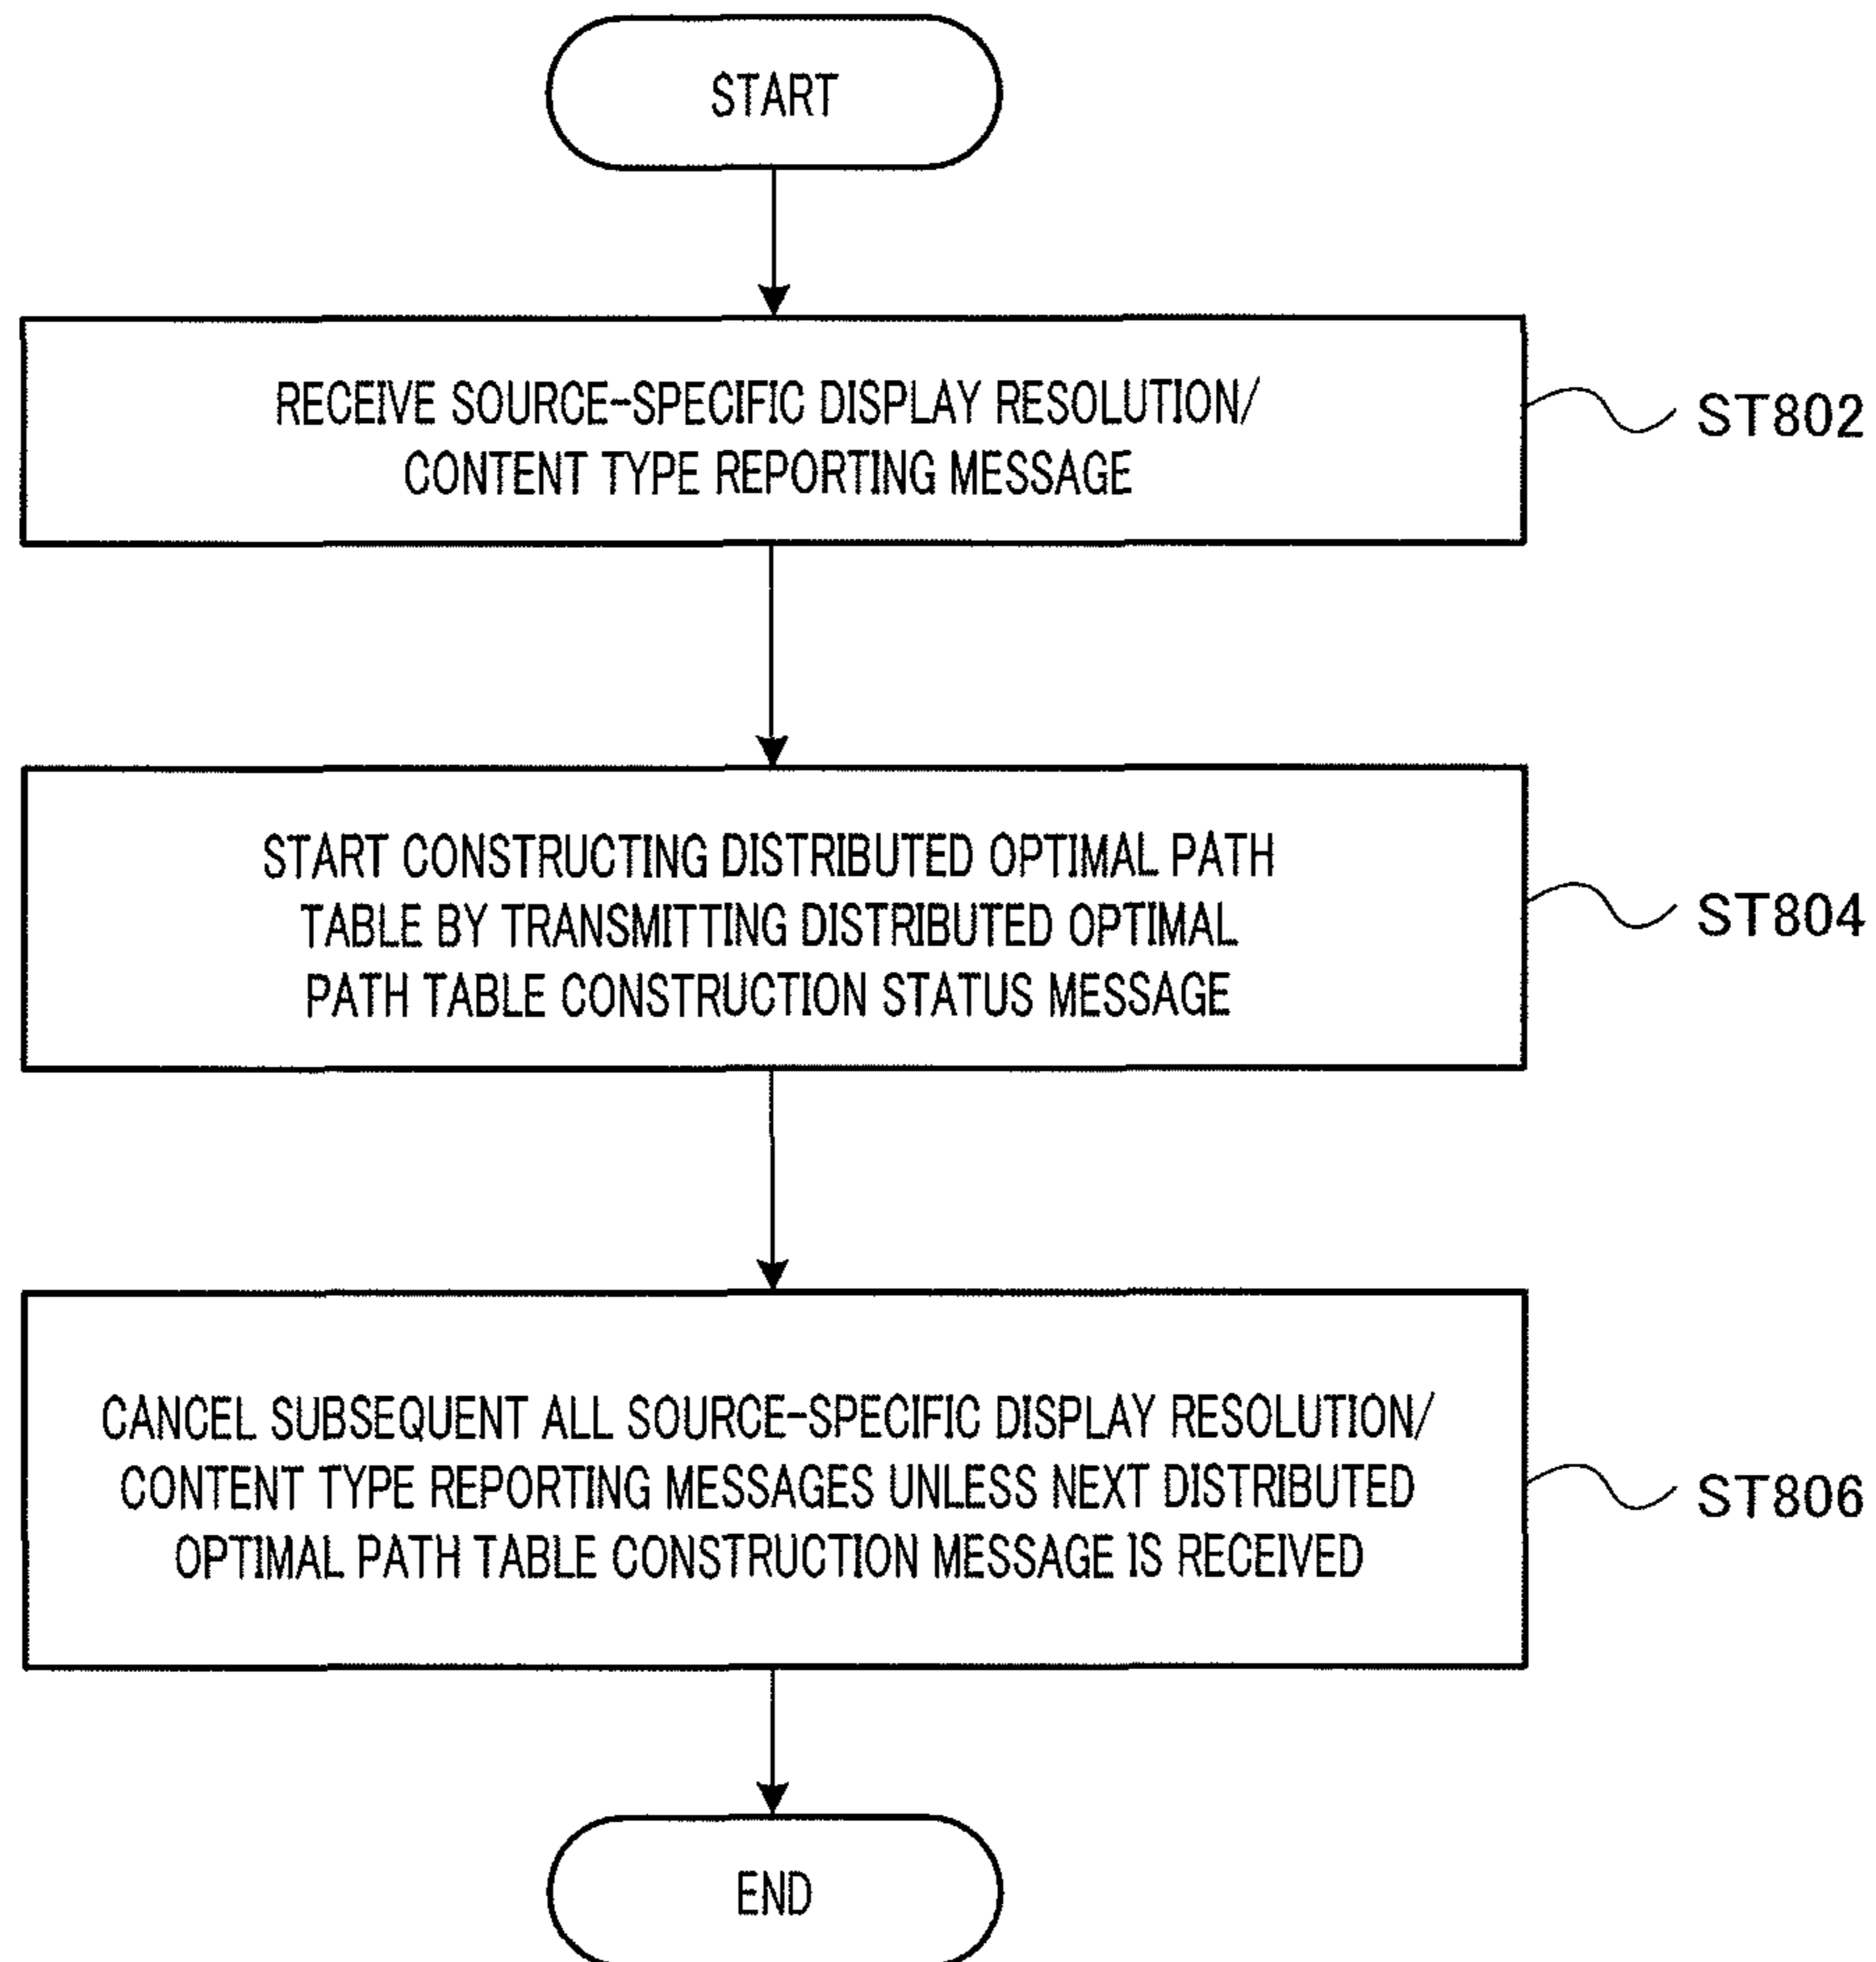 START
RECEIVE SOURCE-SPECIFIC DISPLAY RESOLUTION/
CONTENT TYPE REPORTING MESSAGE
ST802
START CONSTRUCTING DISTRIBUTED OPTIMAL PATH
TABLE BY TRANSMITTING DISTRIBUTED OPTIMAL
PATH TABLE CONSTRUCTION STATUS MESSAGE
ST804
CANCEL SUBSEQUENT ALL SOURCE-SPECIFIC DISPLAY RESOLUTION/
CONTENT TYPE REPORTING MESSAGES UNLESS NEXT DISTRIBUTED
OPTIMAL PATH TABLE CONSTRUCTION MESSAGE IS RECEIVED
ST806
END